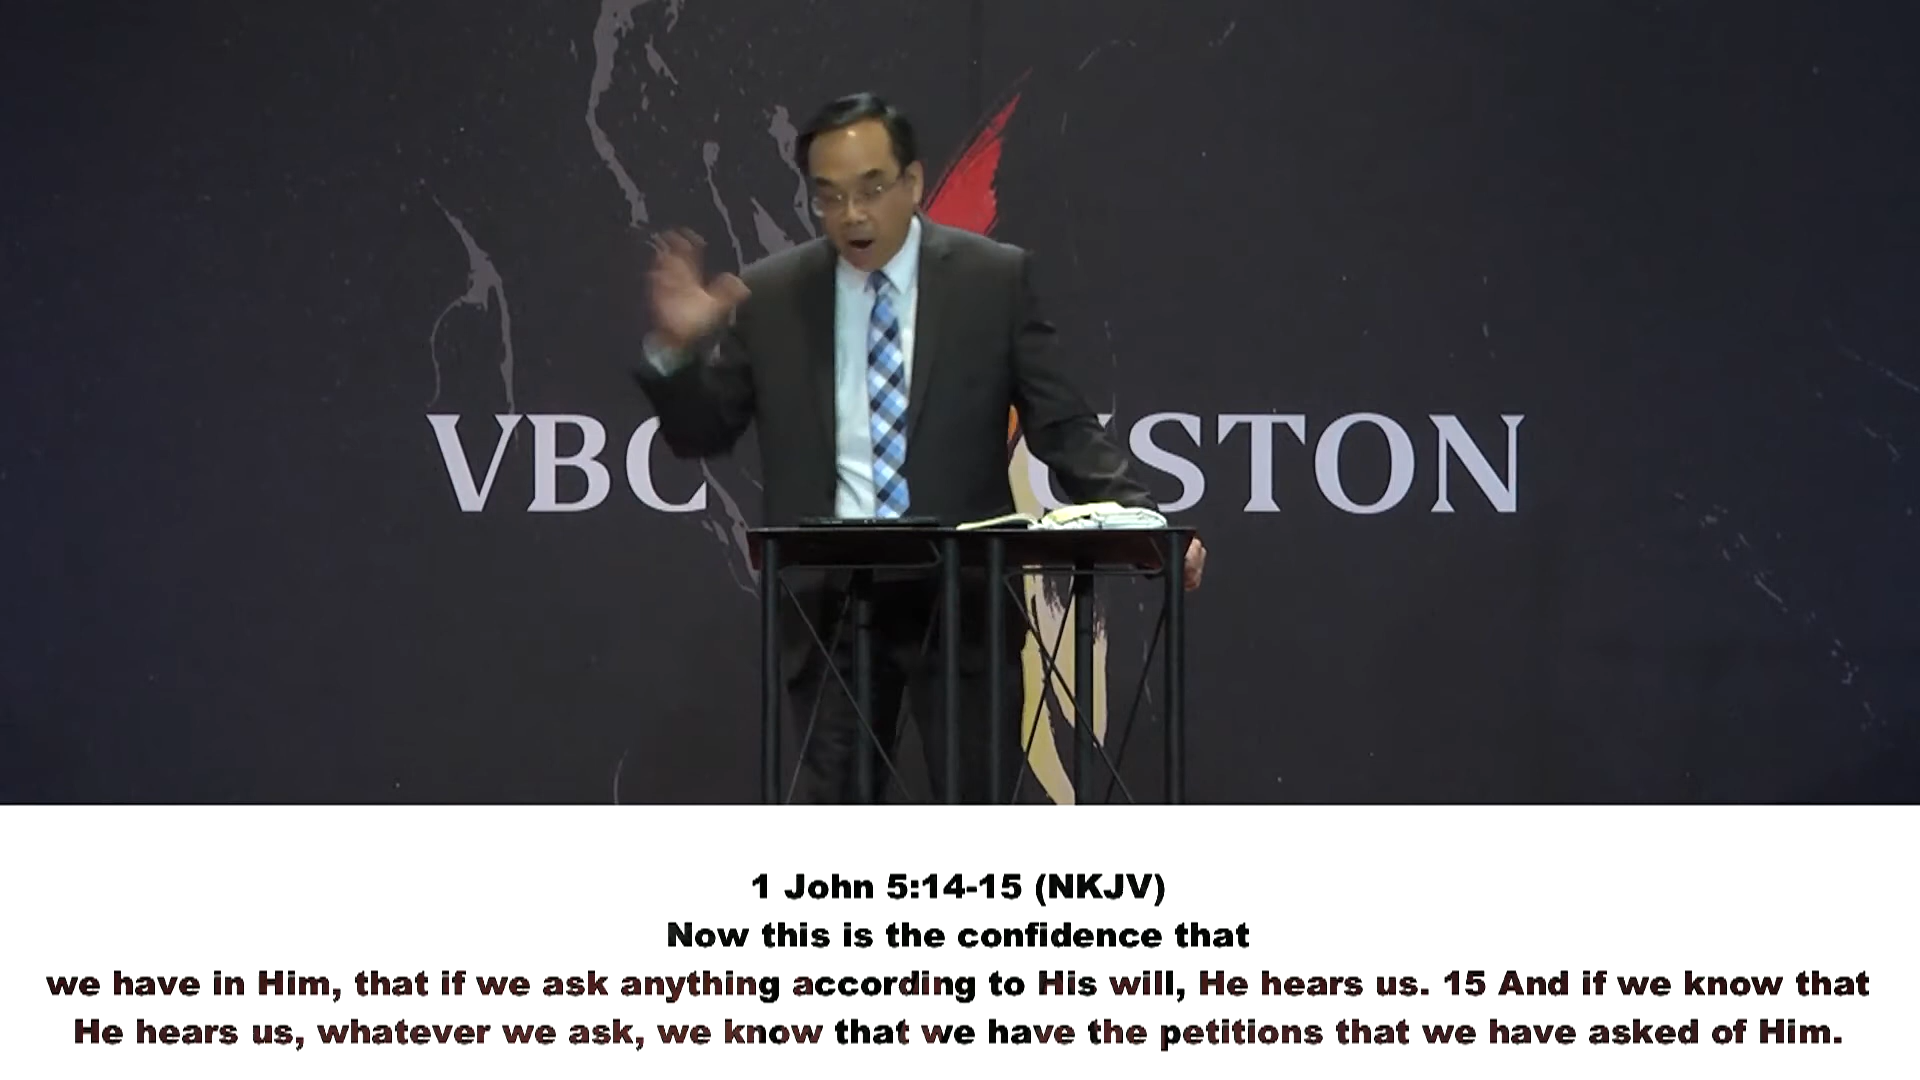 VBC USTON
1 John 5:14-15 (NKJV)
Now this is the confidence that
we have in Him, that if we ask anything according to His will, He hears us. 15 And if we know that
He hears us, whatever we ask, we know that we have the petitions that we have asked of Him.